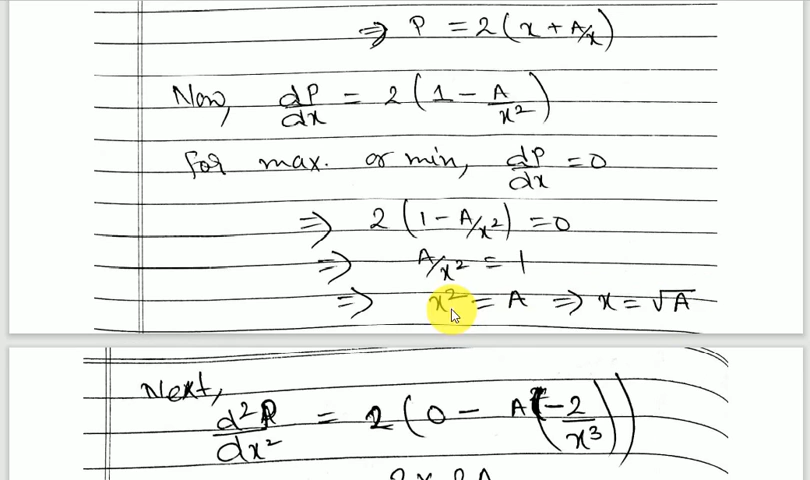 ⇒ P = 2(x + A/x)
Now, dP/dx = 2(1 - A/x²)
For max. or min, dP/dx = 0
⇒ 2(1 - A/x²) = 0
⇒ A/x² = 1
⇒ x² = A ⇒ x = √A
Next,
d²P/dx² = 2(0 - A(-2/x³))